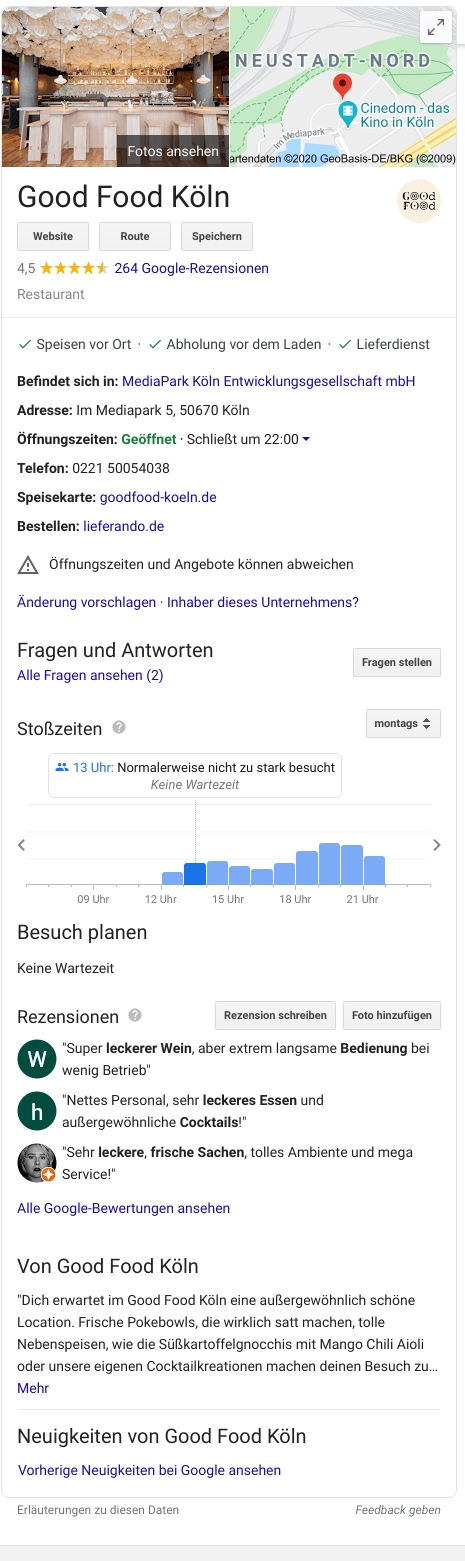 NEUSTADT-NORD
Cinedom - das
Kino in Köln
Im Mediapark
Fotos ansehen
artendaten ©2020 GeoBasis-DE/BKG (©2009)
Good Food Köln
GOOD
FOOD
Website
Route
Speichern
4,5 264 Google-Rezensionen
Restaurant
Speisen vor Ort · Abholung vor dem Laden · Lieferdienst
Befindet sich in: MediaPark Köln Entwicklungsgesellschaft mbH
Adresse: Im Mediapark 5, 50670 Köln
Öffnungszeiten: Geöffnet · Schließt um 22:00
Telefon: 0221 50054038
Speisekarte: goodfood-koeln.de
Bestellen: lieferando.de
Öffnungszeiten und Angebote können abweichen
Änderung vorschlagen · Inhaber dieses Unternehmens?
Fragen und Antworten
Alle Fragen ansehen (2)
Fragen stellen
Stoßzeiten ?
montags
13 Uhr: Normalerweise nicht zu stark besucht
Keine Wartezeit
09 Uhr 12 Uhr 15 Uhr 18 Uhr 21 Uhr
Besuch planen
Keine Wartezeit
Rezensionen ?
Rezension schreiben
Foto hinzufügen
W
"Super leckerer Wein, aber extrem langsame Bedienung bei
wenig Betrieb"
h
"Nettes Personal, sehr leckeres Essen und
außergewöhnliche Cocktails!"
"Sehr leckere, frische Sachen, tolles Ambiente und mega
Service!"
Alle Google-Bewertungen ansehen
Von Good Food Köln
"Dich erwartet im Good Food Köln eine außergewöhnlich schöne
Location. Frische Pokebowls, die wirklich satt machen, tolle
Nebenspeisen, wie die Süßkartoffelgnocchis mit Mango Chili Aioli
oder unsere eigenen Cocktailkreationen machen deinen Besuch zu…
Mehr
Neuigkeiten von Good Food Köln
Vorherige Neuigkeiten bei Google ansehen
Erläuterungen zu diesen Daten
Feedback geben